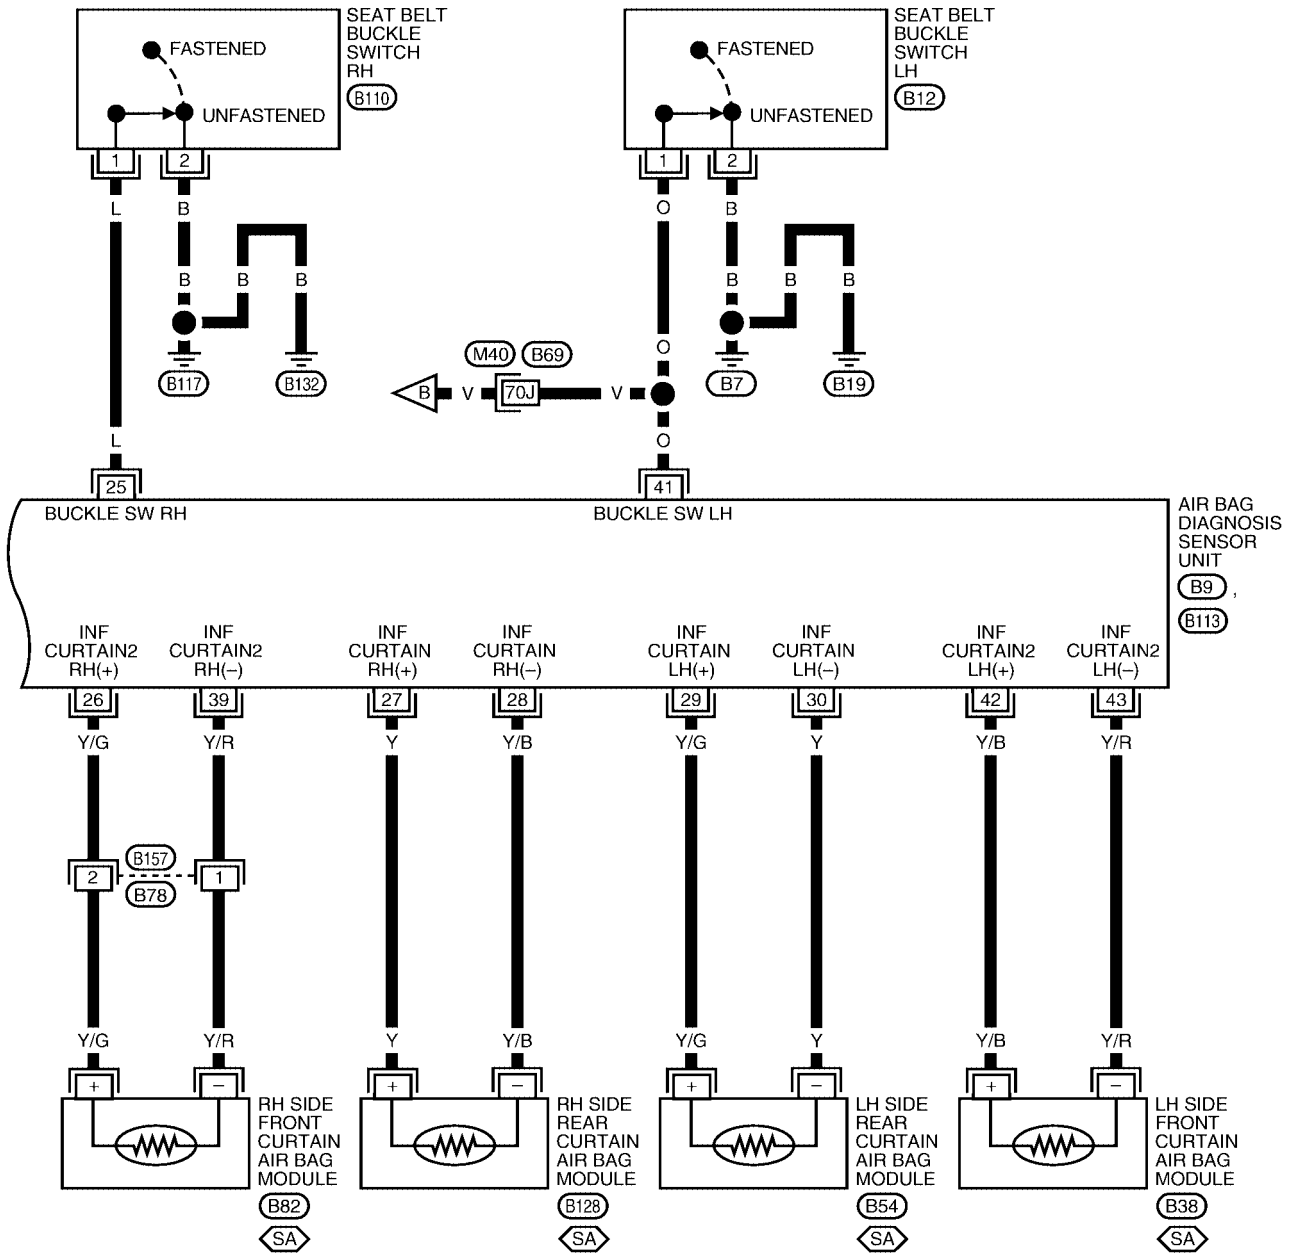 SEAT BELT
BUCKLE
SWITCH
RH
B110
FASTENED
UNFASTENED
1 2
SEAT BELT
BUCKLE
SWITCH
LH
B12
FASTENED
UNFASTENED
1 2
L B O B
B B B B B B
O
M40 B69
B117 B132 B7 B19
B V 70J V
L O
25 41
BUCKLE SW RH BUCKLE SW LH
AIR BAG
DIAGNOSIS
SENSOR
UNIT
B9 ,
B113
INF
CURTAIN2
RH(+)
INF
CURTAIN2
RH(–)
INF
CURTAIN
RH(+)
INF
CURTAIN
RH(–)
INF
CURTAIN
LH(+)
INF
CURTAIN
LH(–)
INF
CURTAIN2
LH(+)
INF
CURTAIN2
LH(–)
26 39 27 28 29 30 42 43
Y/G Y/R Y Y/B Y/G Y Y/B Y/R
B157
2 1
B78
Y/G Y/R Y Y/B Y/G Y Y/B Y/R
+ – + – + – + –
RH SIDE
FRONT
CURTAIN
AIR BAG
MODULE
B82
SA
RH SIDE
REAR
CURTAIN
AIR BAG
MODULE
B128
SA
LH SIDE
REAR
CURTAIN
AIR BAG
MODULE
B54
SA
LH SIDE
FRONT
CURTAIN
AIR BAG
MODULE
B38
SA